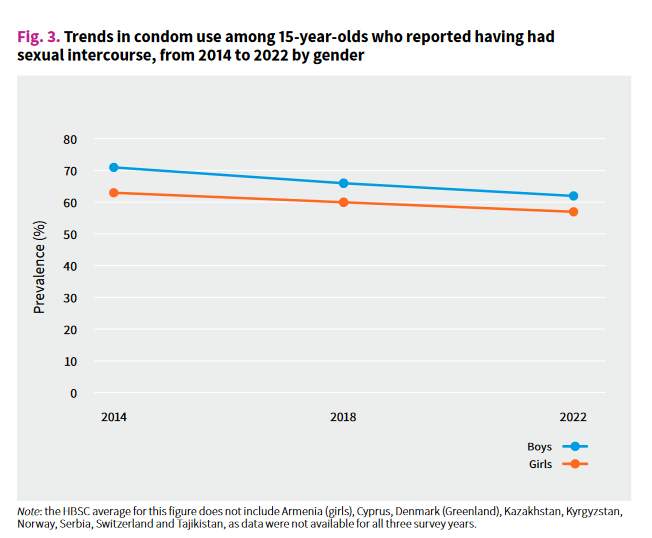 Fig. 3. Trends in condom use among 15-year-olds who reported having had
sexual intercourse, from 2014 to 2022 by gender
80
70
60
50
40
30
20
10
0
Prevalence (%)
2014 2018 2022
Boys
Girls
Note: the HBSC average for this figure does not include Armenia (girls), Cyprus, Denmark (Greenland), Kazakhstan, Kyrgyzstan,
Norway, Serbia, Switzerland and Tajikistan, as data were not available for all three survey years.